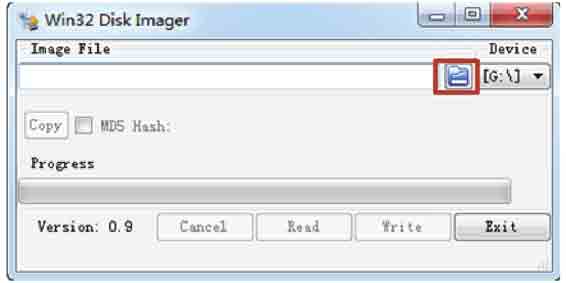 Win32 Disk Imager
Image File Device
[G:\]
Copy MD5 Hash:
Progress
Version: 0.9 Cancel Read Write Exit